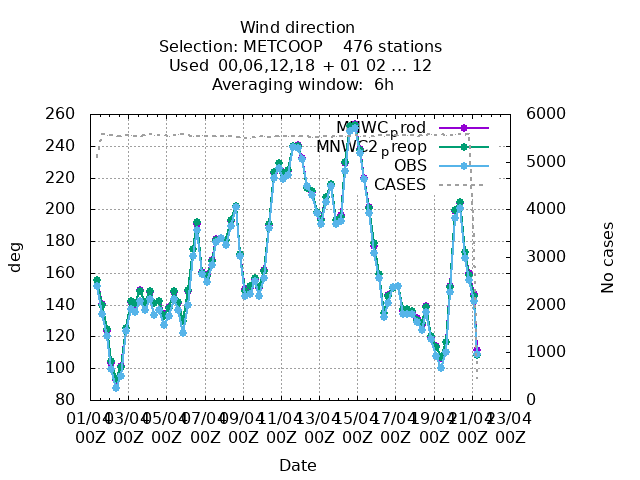 Wind direction
Selection: METCOOP 476 stations
Used 00,06,12,18 + 01 02 ... 12
Averaging window: 6h
260 6000
MNWC_prod
240
MNWC2_preop
220 5000
OBS
CASES
200 4000
180
160 3000
140 2000
120
100 1000
80 0
deg
No cases
01/04 03/04 05/04 07/04 09/04 11/04 13/04 15/04 17/04 19/04 21/04 23/04
00Z 00Z 00Z 00Z 00Z 00Z 00Z 00Z 00Z 00Z 00Z 00Z
Date